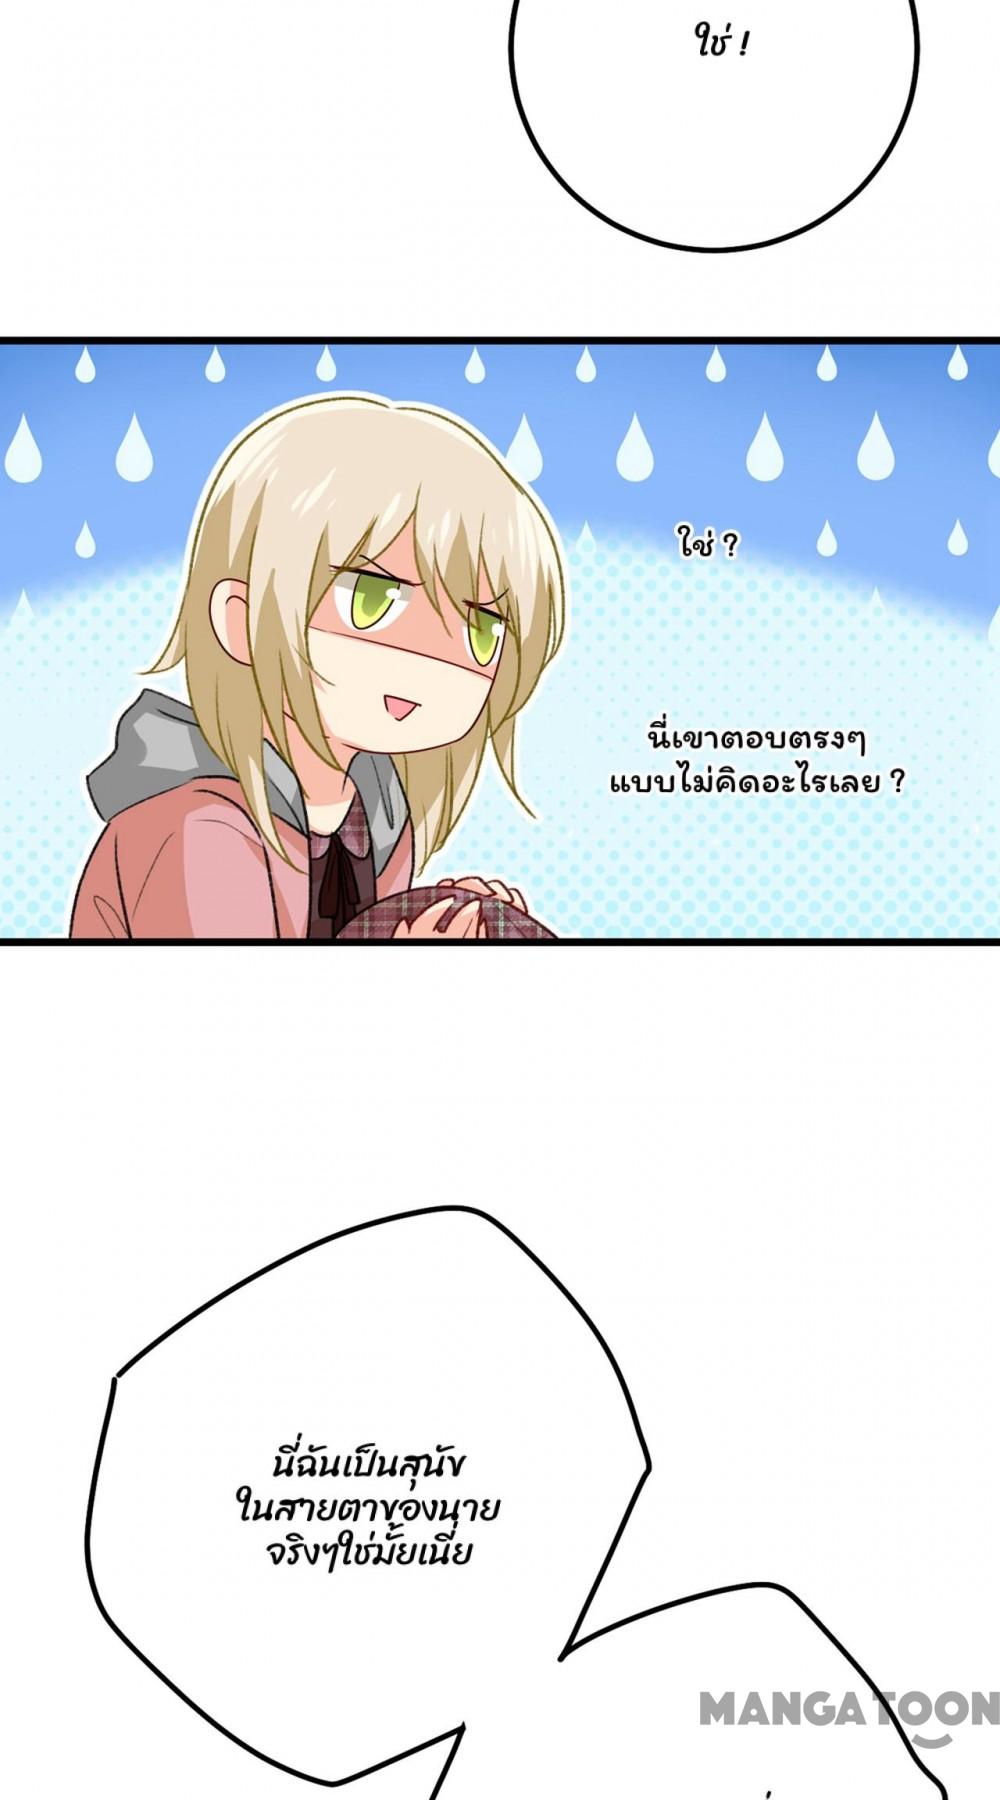 ใช่ !
ใช่ ?
นี่เขาตอบตรงๆ
แบบไม่คิดอะไรเลย ?
นี่ฉันเป็นสุนัข
ในสายตาของนาย
จริงๆใช่มั้ยเนี่ย
MANGATOON